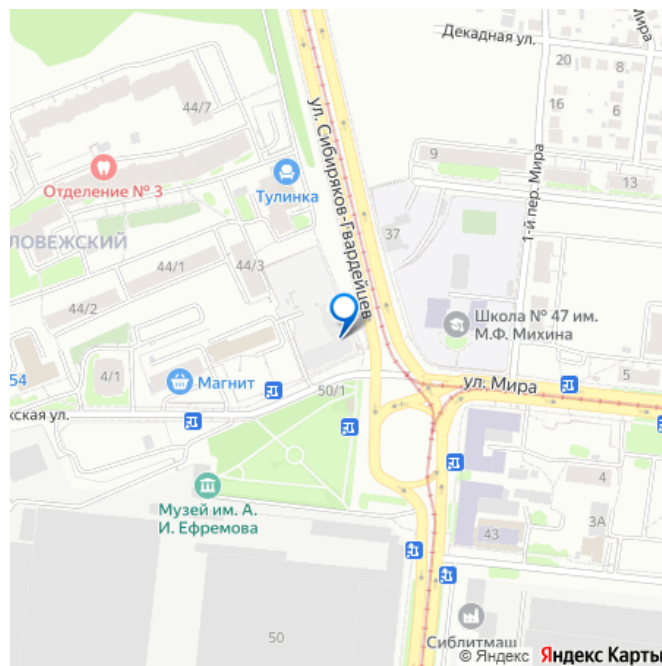 Декадная ул.
Мира
20
8
16
6
44/7
ул. Сибиряков-Гвардейцев
9
1-й пер. Мира
13
Отделение № 3
Тулинка
ЛОВЕЖСКИЙ
37
44/1
44/3
44/2
Школа № 47 им.
М.Ф. Михина
54
4/1
Магнит
50/1
ул. Мира
5
жская ул.
Музей им. А.
И. Ефремова
4
43
3А
50
Сиблитмаш
© Яндекс Яндекс Карты